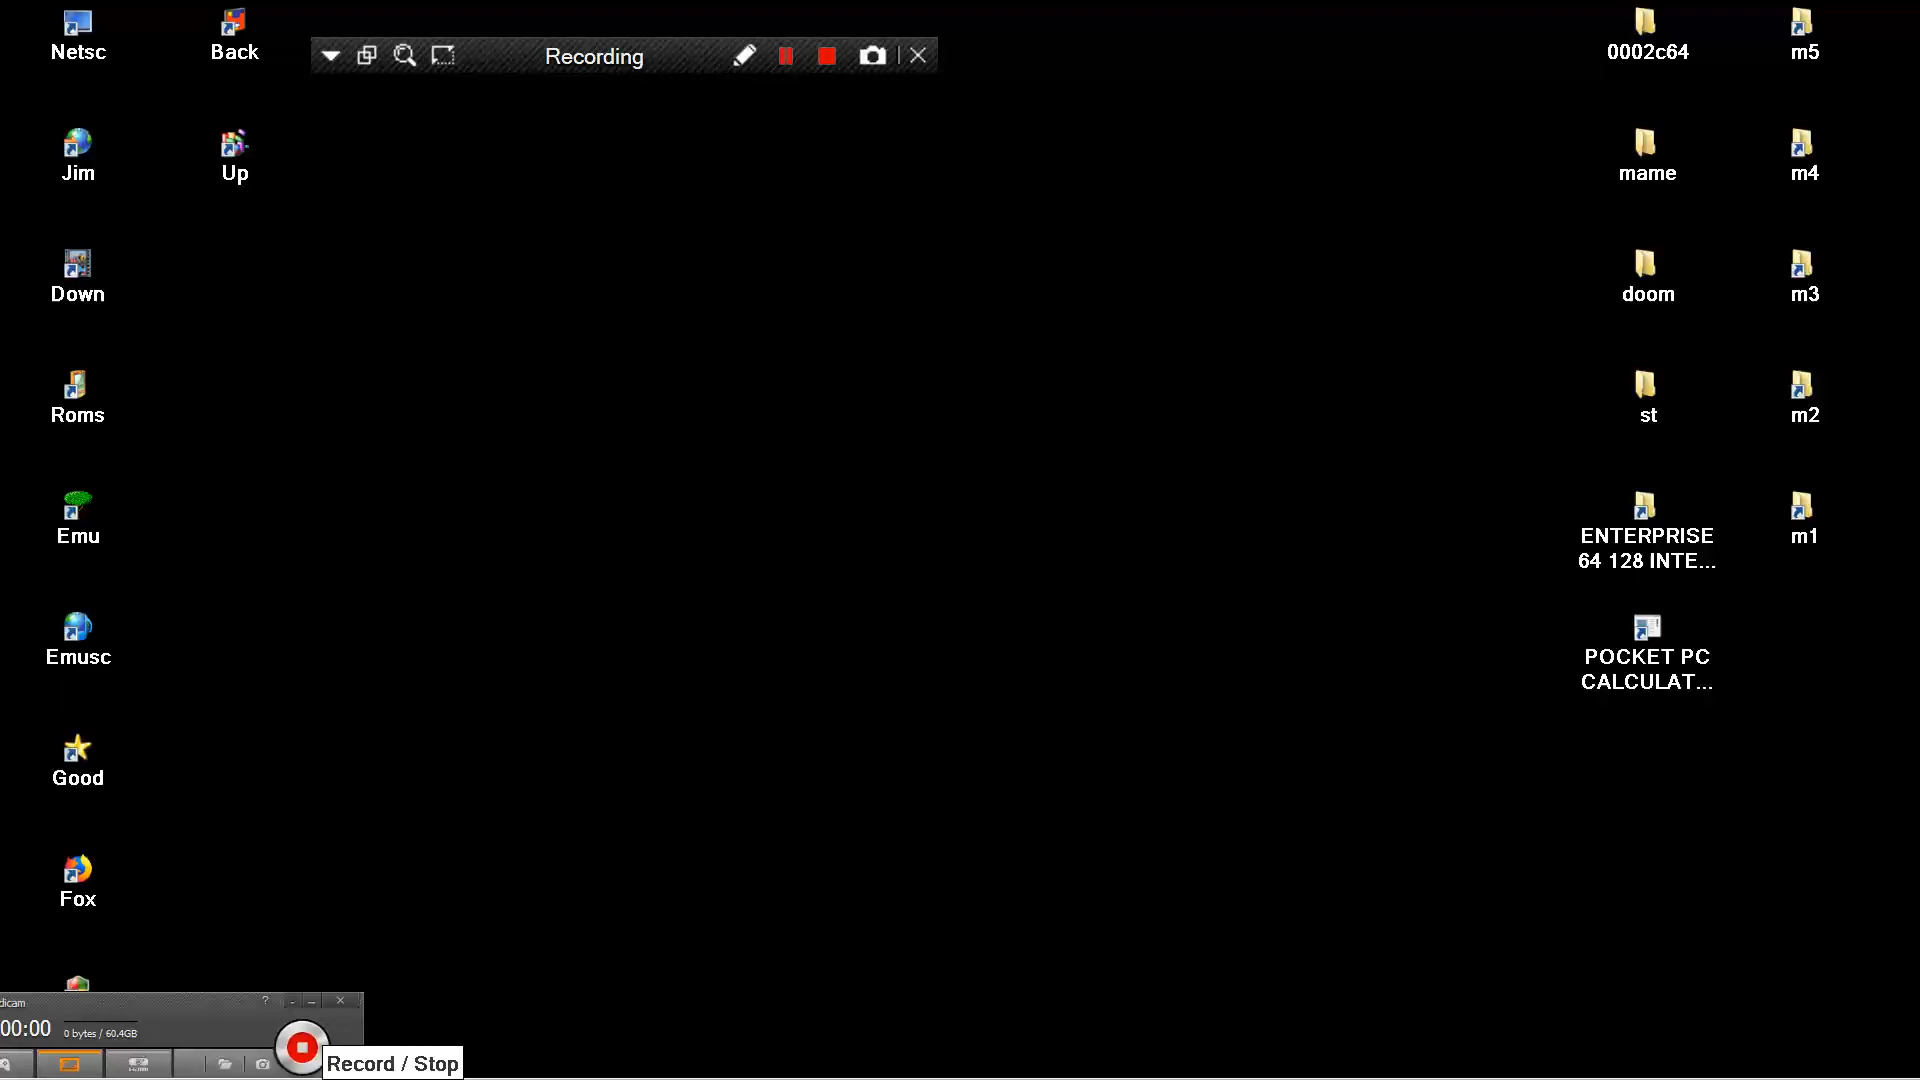 Netsc
Back
Recording
0002c64
m5
Jim
Up
mame
m4
Down
doom
m3
Roms
st
m2
Emu
ENTERPRISE
64 128 INTE...
m1
Emusc
POCKET PC
CALCULAT...
Good
Fox
dicam
?
00:00
0 bytes / 60.4GB
Record / Stop